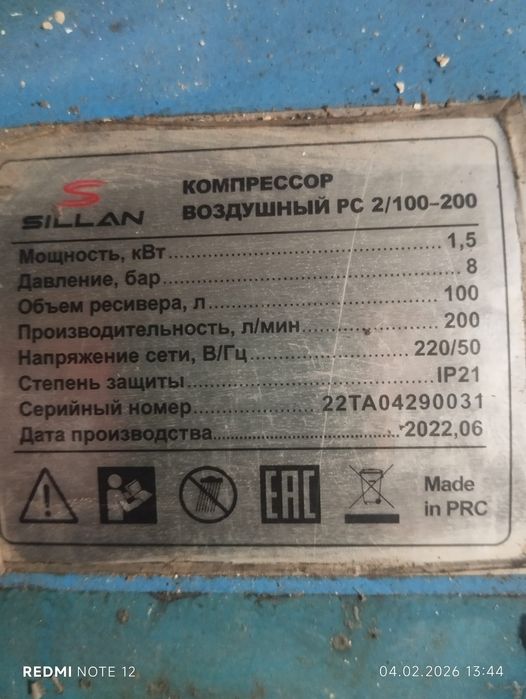 КОМПРЕССОР
ВОЗДУШНЫЙ PC 2/100-200
SILLAN
Мощность, кВт 1,5
Давление, бар 8
Объем ресивера, л. 100
Производительность, л/мин 200
Напряжение сети, В/Гц 220/50
Степень защиты IP21
Серийный номер 22TA04290031
Дата производства 2022,06
EAC
Made
in PRC
REDMI NOTE 12
04.02.2026 13:44